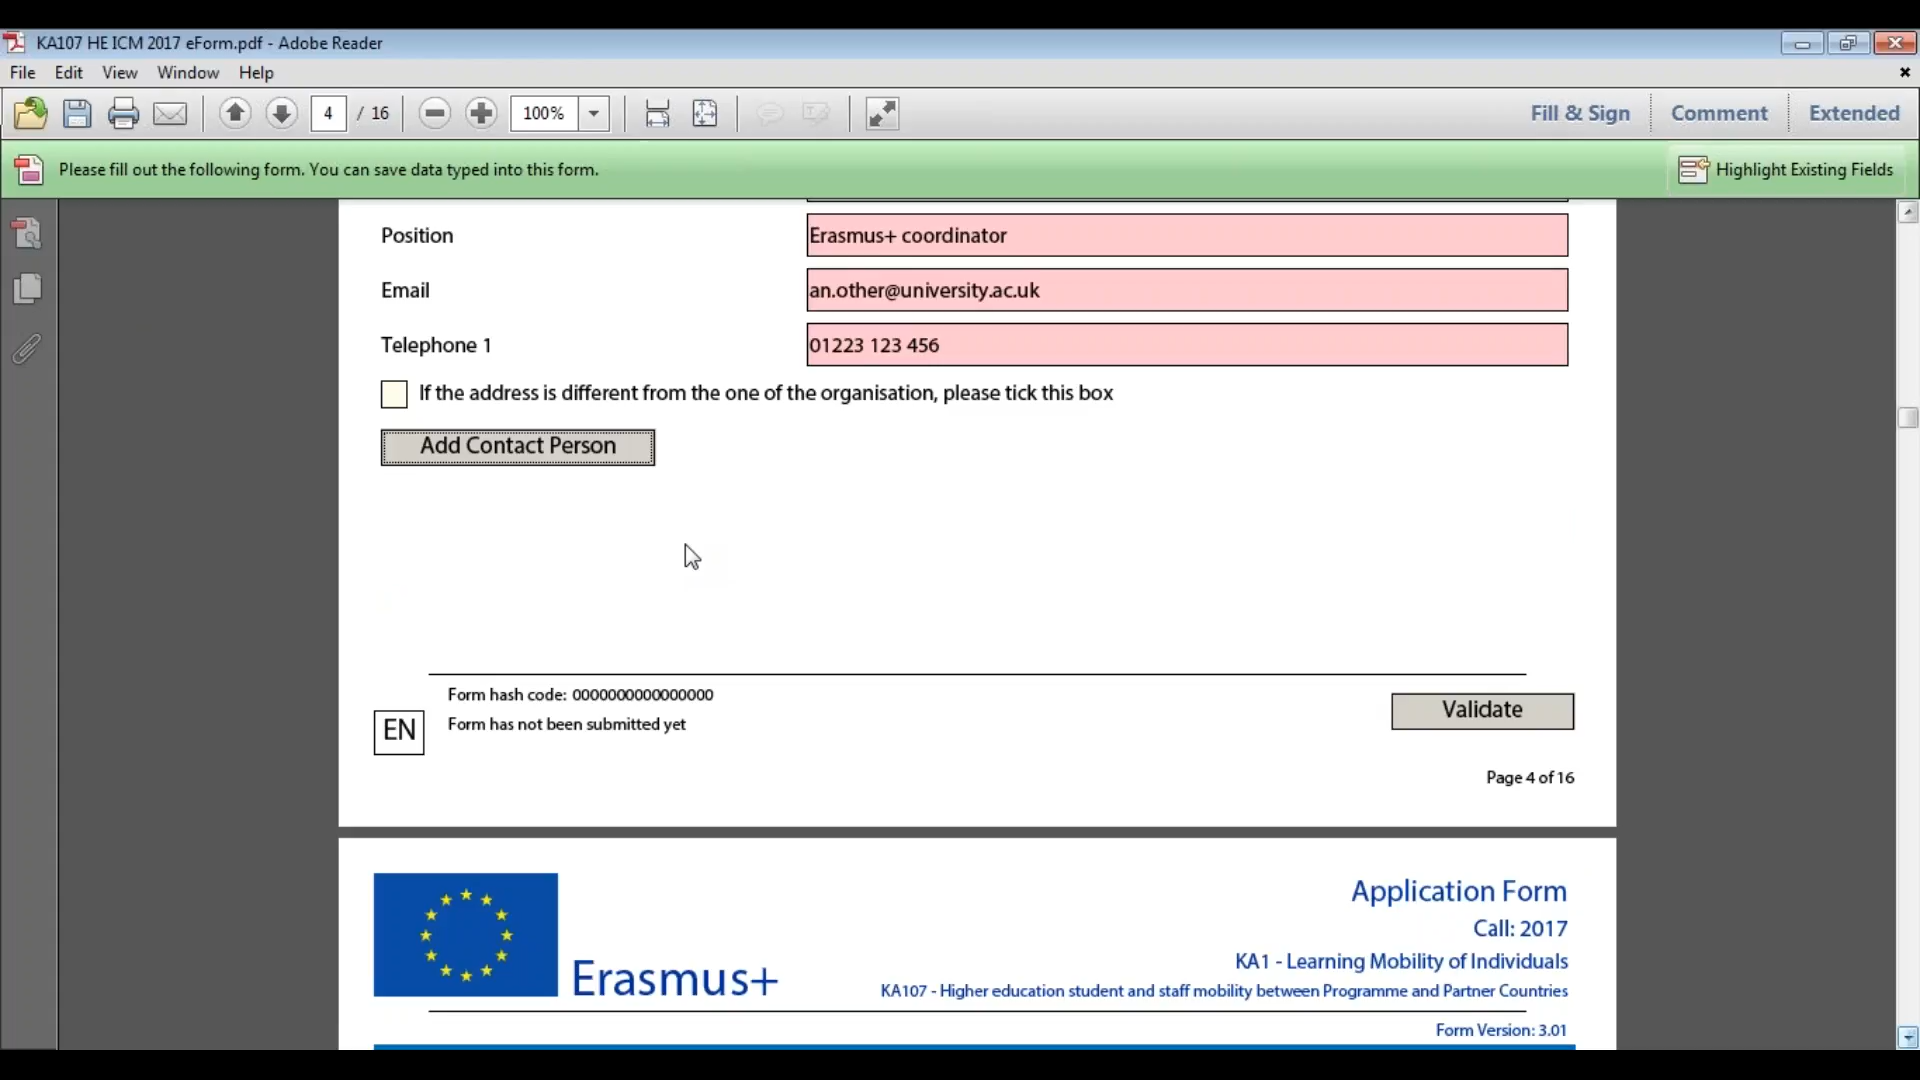 KA107 HE ICM 2017 eForm.pdf - Adobe Reader
File Edit View Window Help
4 / 16 100% Fill & Sign Comment Extended
Please fill out the following form. You can save data typed into this form. Highlight Existing Fields
Position Erasmus+ coordinator
Email an.other@university.ac.uk
Telephone 1 01223 123 456
If the address is different from the one of the organisation, please tick this box
Add Contact Person
Form hash code: 0000000000000000
Validate
EN
Form has not been submitted yet
Page 4 of 16
Application Form
Call: 2017
KA1 - Learning Mobility of Individuals
Erasmus+
KA107 - Higher education student and staff mobility between Programme and Partner Countries
Form Version: 3.01